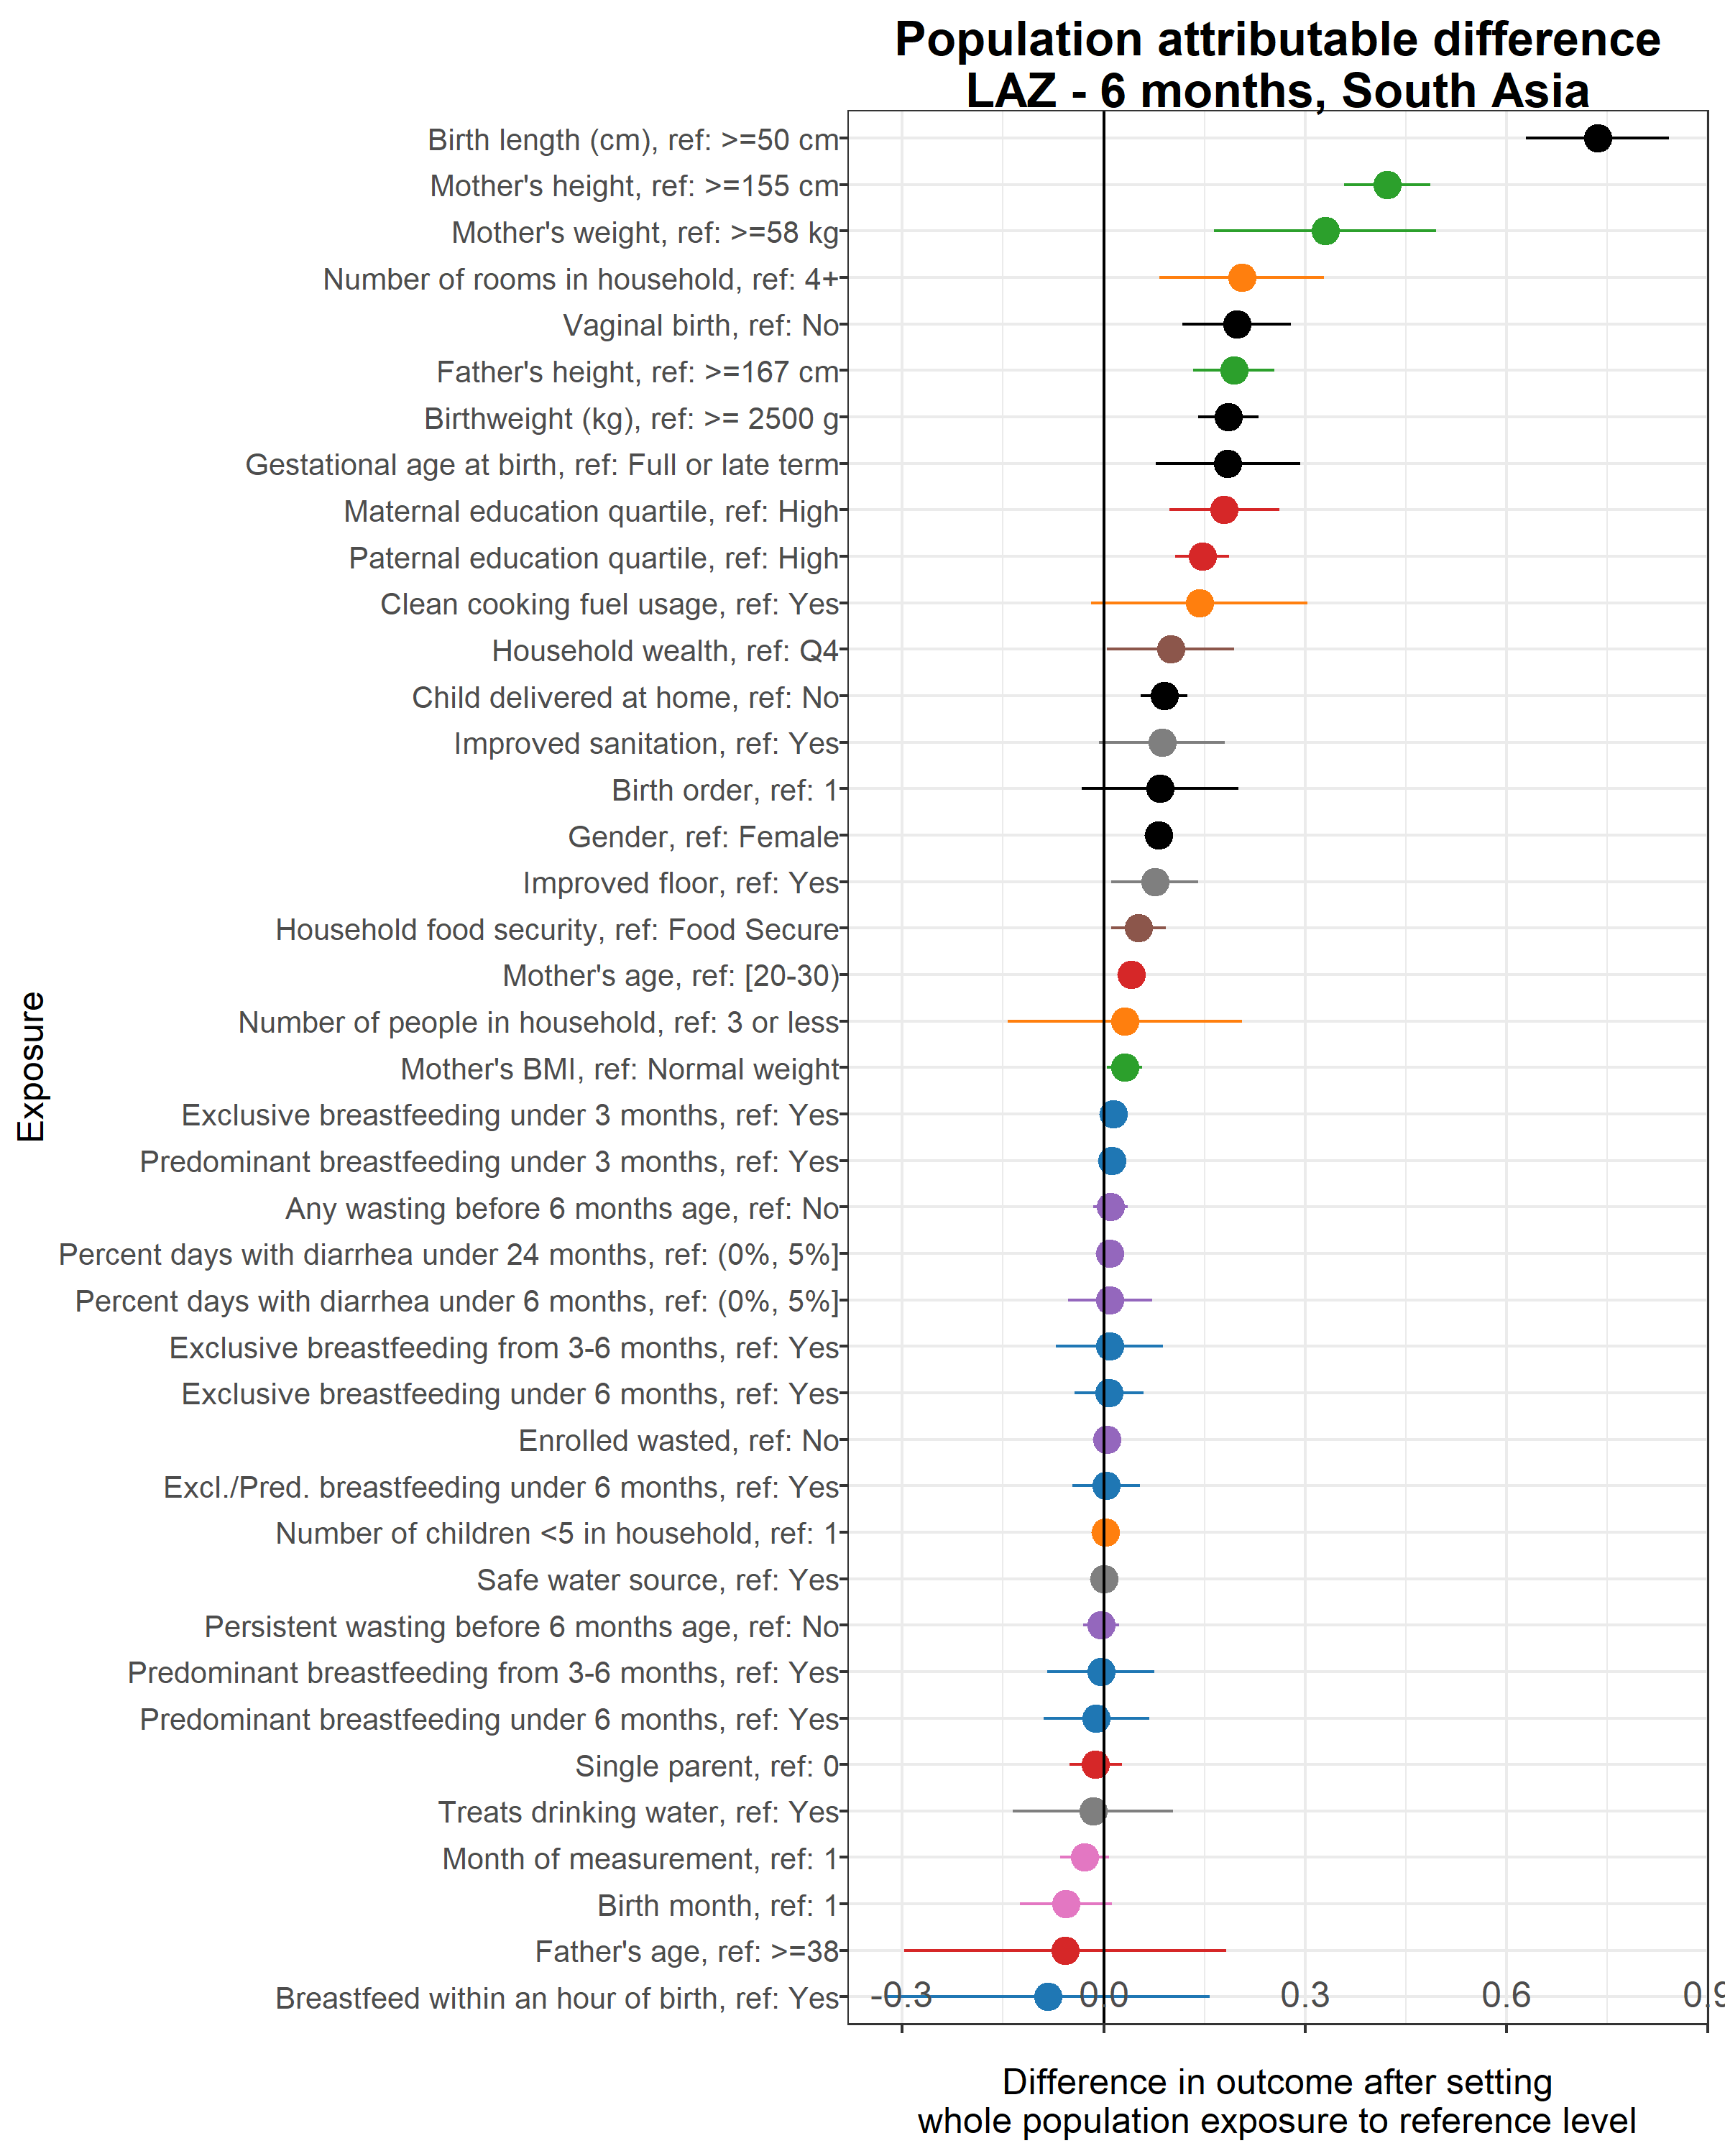 Population attributable difference
LAZ - 6 months, South Asia
Birth length (cm), ref: >=50 cm
Mother's height, ref: >=155 cm
Mother's weight, ref: >=58 kg
Number of rooms in household, ref: 4+
Vaginal birth, ref: No
Father's height, ref: >=167 cm
Birthweight (kg), ref: >= 2500 g
Gestational age at birth, ref: Full or late term
Maternal education quartile, ref: High
Paternal education quartile, ref: High
Clean cooking fuel usage, ref: Yes
Household wealth, ref: Q4
Child delivered at home, ref: No
Improved sanitation, ref: Yes
Birth order, ref: 1
Gender, ref: Female
Improved floor, ref: Yes
Household food security, ref: Food Secure
Mother's age, ref: [20-30)
Number of people in household, ref: 3 or less
Mother's BMI, ref: Normal weight
Exclusive breastfeeding under 3 months, ref: Yes
Predominant breastfeeding under 3 months, ref: Yes
Any wasting before 6 months age, ref: No
Percent days with diarrhea under 24 months, ref: (0%, 5%]
Percent days with diarrhea under 6 months, ref: (0%, 5%]
Exclusive breastfeeding from 3-6 months, ref: Yes
Exclusive breastfeeding under 6 months, ref: Yes
Enrolled wasted, ref: No
Excl./Pred. breastfeeding under 6 months, ref: Yes
Number of children <5 in household, ref: 1
Safe water source, ref: Yes
Persistent wasting before 6 months age, ref: No
Predominant breastfeeding from 3-6 months, ref: Yes
Predominant breastfeeding under 6 months, ref: Yes
Single parent, ref: 0
Treats drinking water, ref: Yes
Month of measurement, ref: 1
Birth month, ref: 1
Father's age, ref: >=38
Breastfeed within an hour of birth, ref: Yes
Exposure
-0.3 0.0 0.3 0.6 0.9
Difference in outcome after setting
whole population exposure to reference level